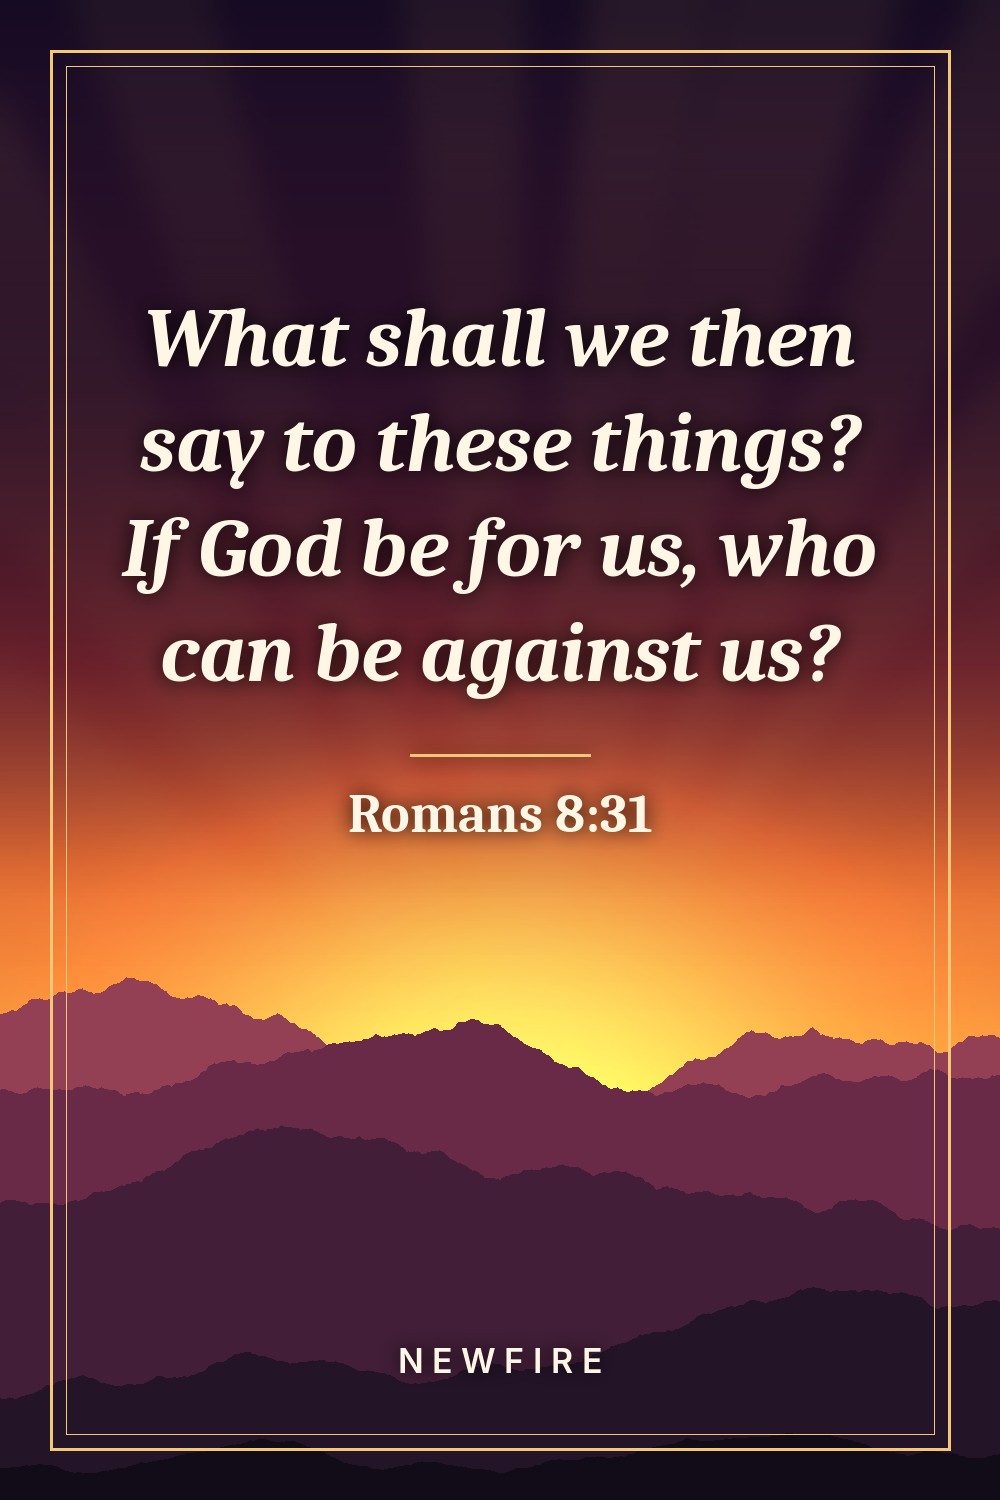 What shall we then
say to these things?
If God be for us, who
can be against us?
Romans 8:31
NEWFIRE